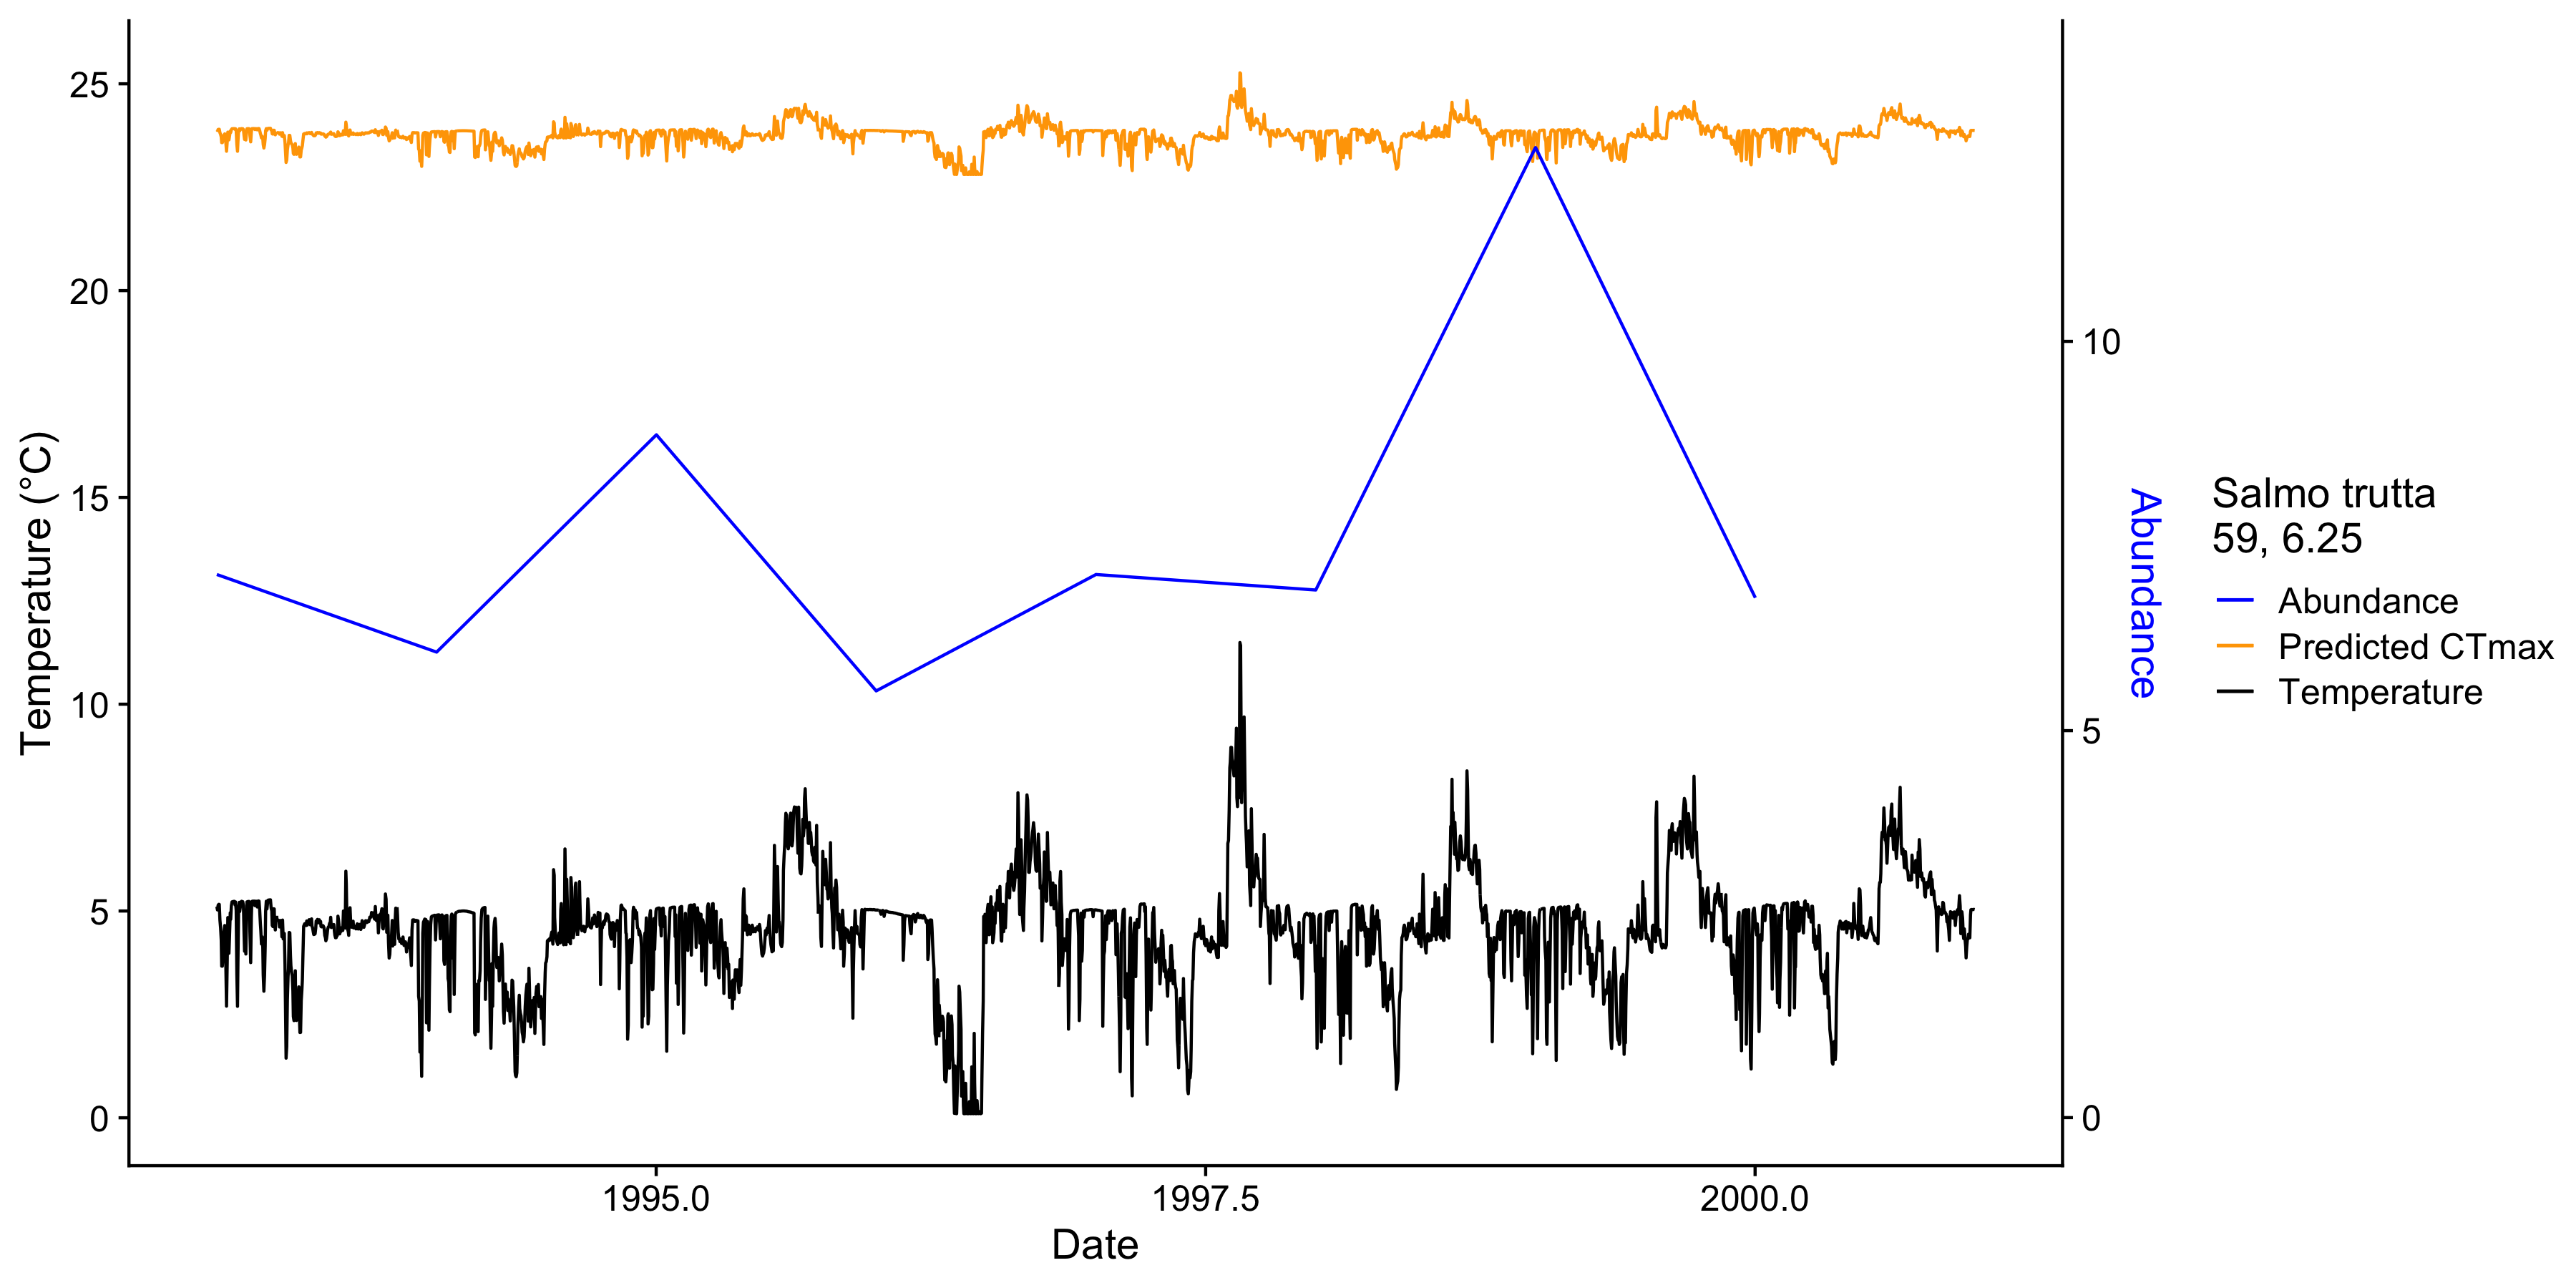 25
20
15
10
5
0
Temperature (°C)
1995.0
1997.5
2000.0
Date
10
5
0
Abundance
Salmo trutta
59, 6.25
Abundance
Predicted CTmax
Temperature